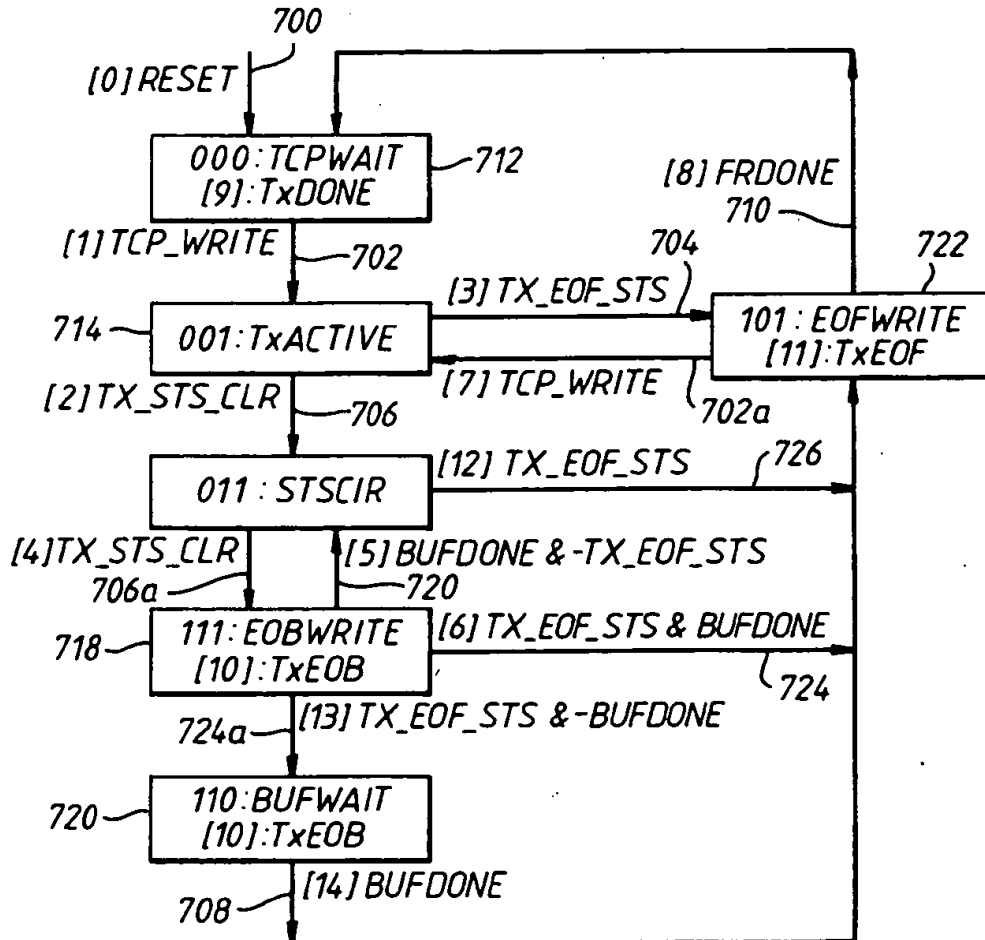 700
[0] RESET
000:TCPWAIT
[9]:TxDONE
712
[8] FRDONE
710
[1] TCP_WRITE
702
704
722
[3] TX_EOF_STS
714
001:TxACTIVE
101: EOFWRITE
[11]:TxEOF
[7] TCP_WRITE
702a
[2] TX_STS_CLR
706
011: STSCIR
[12] TX_EOF_STS
726
[4] TX_STS_CLR
706a
[5] BUFDONE & -TX_EOF_STS
720
718
111:EOBWRITE
[10]:TxEOB
[6] TX_EOF_STS & BUFDONE
724
[13] TX_EOF_STS & -BUFDONE
724a
720
110:BUFWAIT
[10]:TxEOB
708
[14] BUFDONE